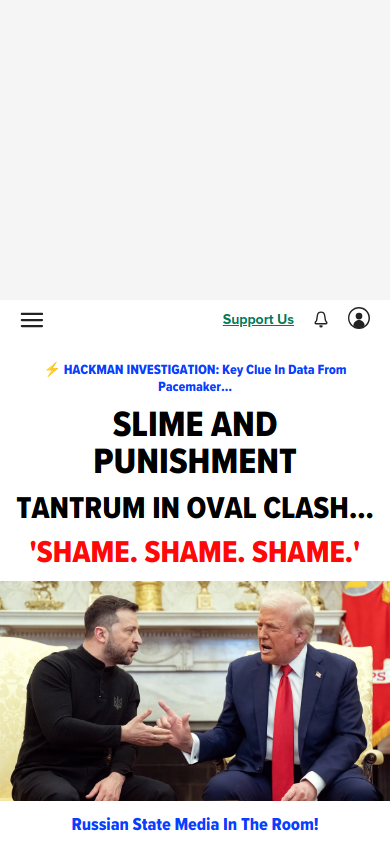 Support Us
⚡ HACKMAN INVESTIGATION: Key Clue In Data From
Pacemaker...
SLIME AND
PUNISHMENT
TANTRUM IN OVAL CLASH...
'SHAME. SHAME. SHAME.'
PS
Russian State Media In The Room!